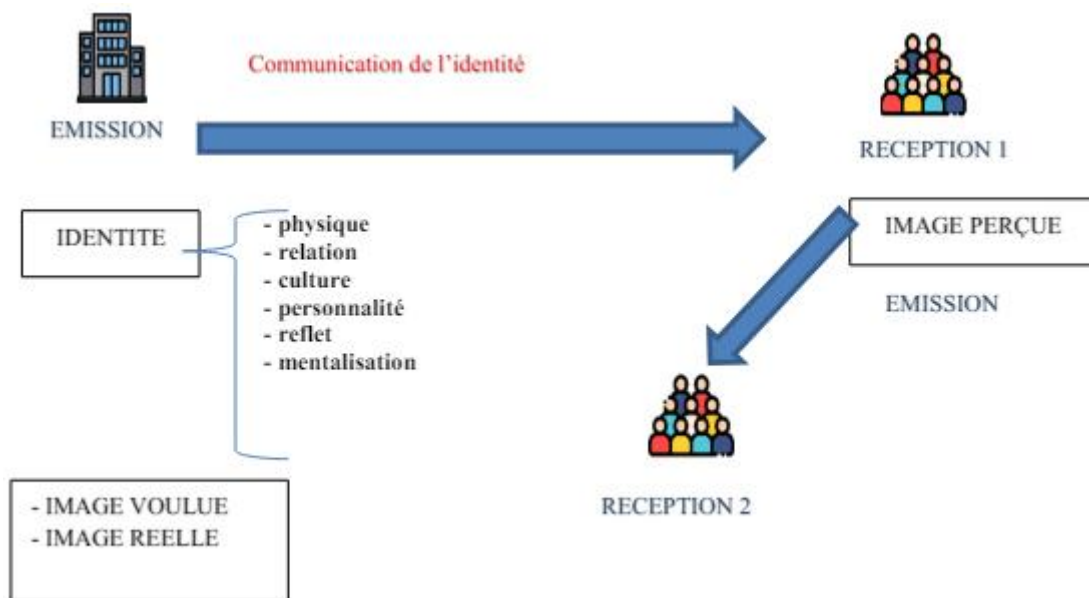 Communication de l'identité
EMISSION
RECEPTION 1
IDENTITE
- physique
- relation
- culture
- personnalité
- reflet
- mentalisation
IMAGE PERÇUE
EMISSION
RECEPTION 2
- IMAGE VOULUE
- IMAGE REELLE